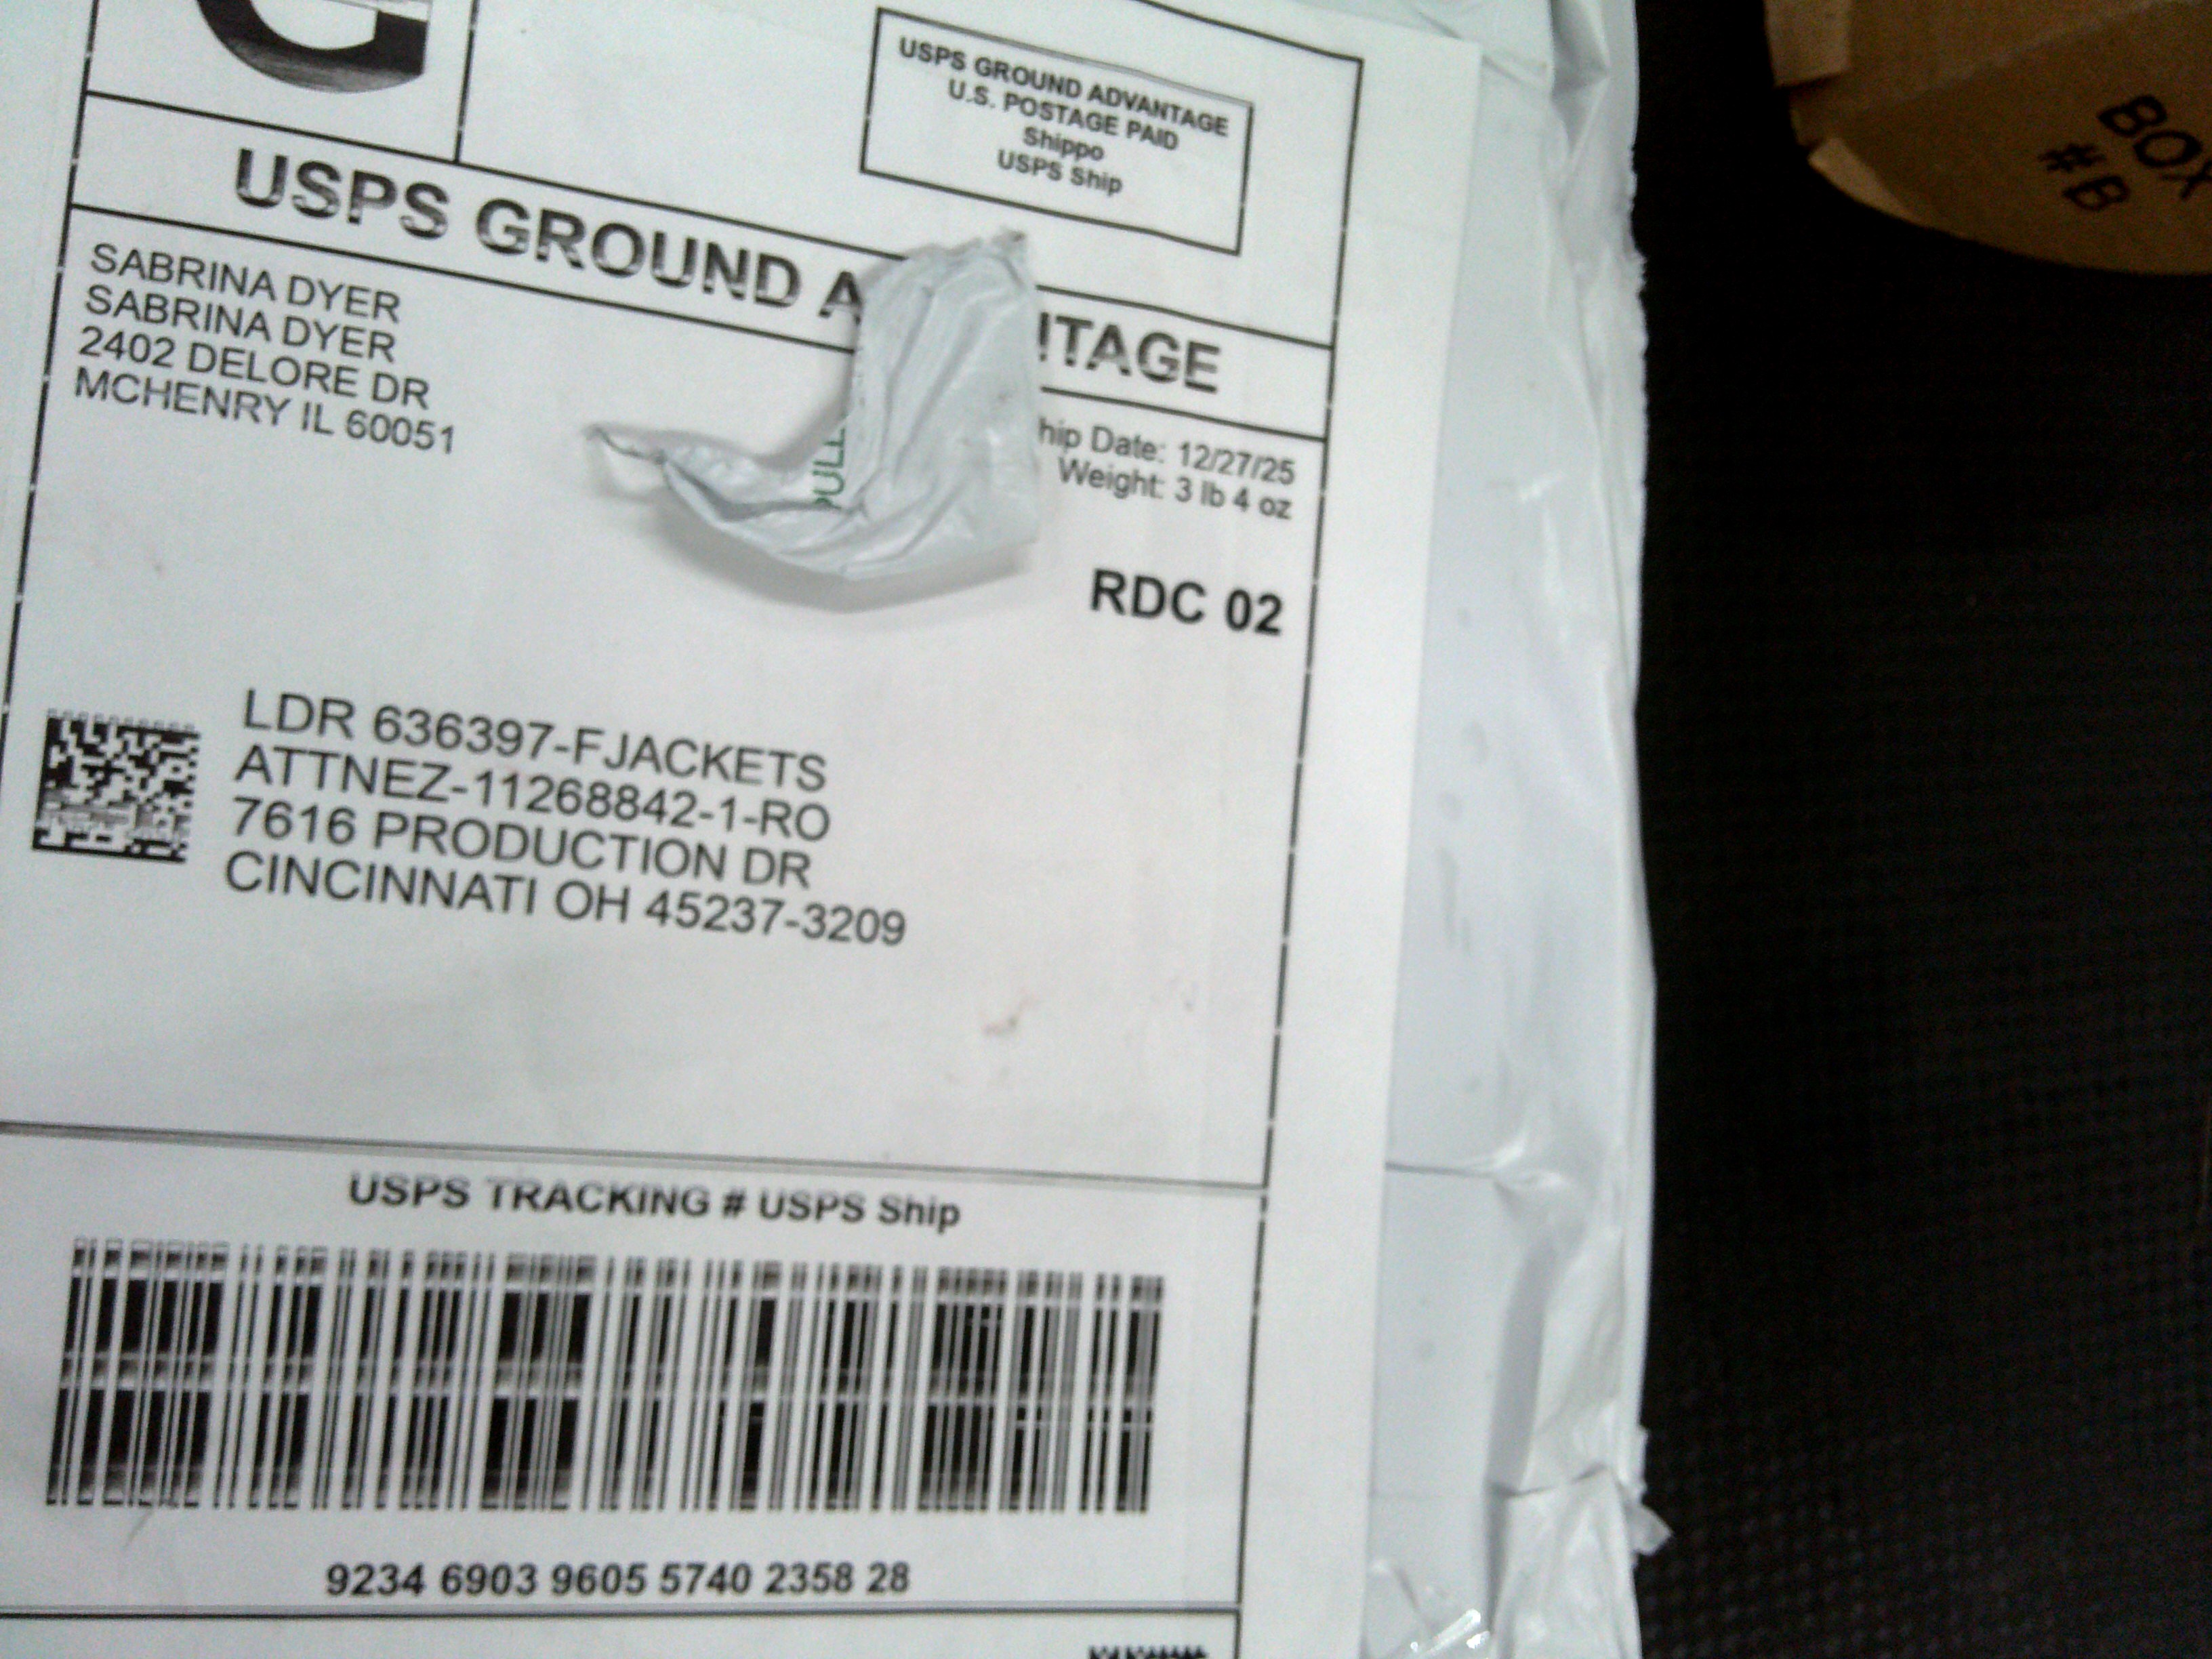 G
USPS GROUND ADVANTAGE
U.S. POSTAGE PAID
Shippo
USPS Ship
USPS GROUND A NTAGE
SABRINA DYER
SABRINA DYER
2402 DELORE DR
MCHENRY IL 60051
hip Date: 12/27/25
Weight: 3 lb 4 oz
RDC 02
LDR 636397-FJACKETS
ATTNEZ-11268842-1-RO
7616 PRODUCTION DR
CINCINNATI OH 45237-3209
USPS TRACKING # USPS Ship
9234 6903 9605 5740 2358 28
BOX
#B